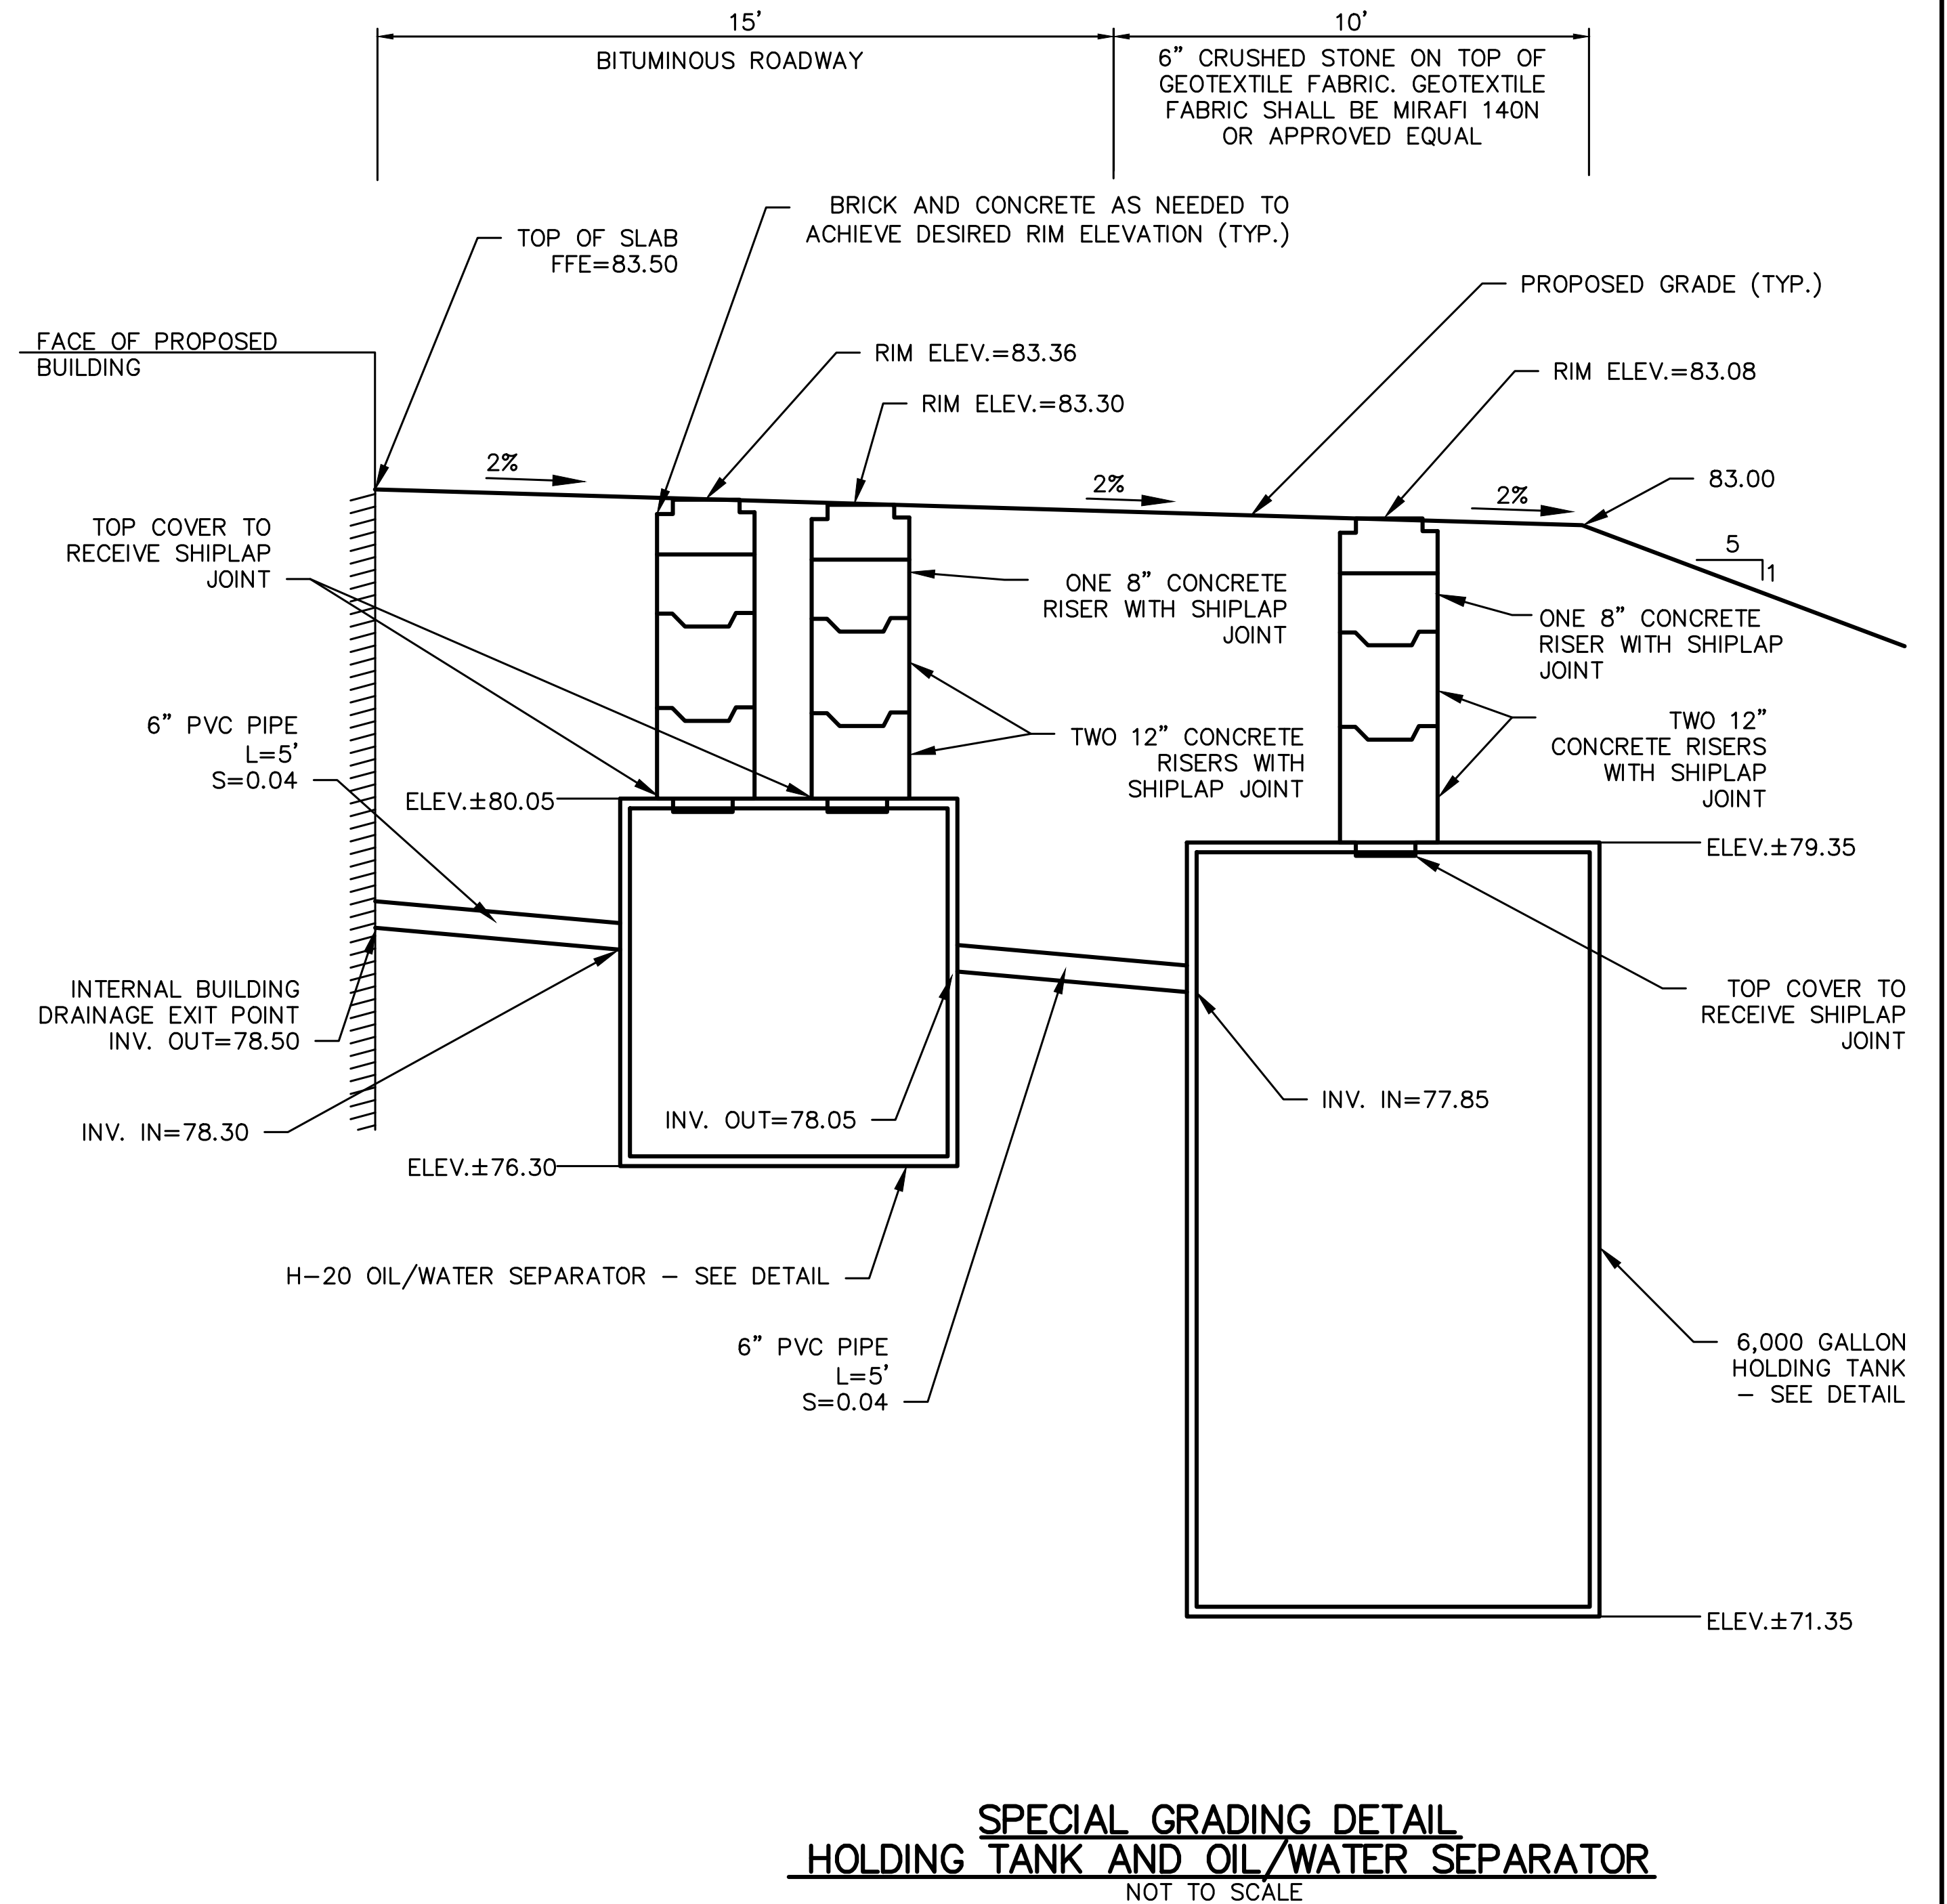 15'
10'
BITUMINOUS ROADWAY
6" CRUSHED STONE ON TOP OF
GEOTEXTILE FABRIC. GEOTEXTILE
FABRIC SHALL BE MIRAFI 140N
OR APPROVED EQUAL
BRICK AND CONCRETE AS NEEDED TO
ACHIEVE DESIRED RIM ELEVATION (TYP.)
TOP OF SLAB
FFE=83.50
PROPOSED GRADE (TYP.)
FACE OF PROPOSED
BUILDING
RIM ELEV.=83.36
RIM ELEV.=83.30
RIM ELEV.=83.08
2%
2%
2%
83.00
5
1
TOP COVER TO
RECEIVE SHIPLAP
JOINT
ONE 8" CONCRETE
RISER WITH SHIPLAP
JOINT
ONE 8" CONCRETE
RISER WITH SHIPLAP
JOINT
6" PVC PIPE
L=5'
S=0.04
TWO 12" CONCRETE
RISERS WITH
SHIPLAP JOINT
TWO 12"
CONCRETE RISERS
WITH SHIPLAP
JOINT
ELEV.±80.05
ELEV.±79.35
INTERNAL BUILDING
DRAINAGE EXIT POINT
INV. OUT=78.50
TOP COVER TO
RECEIVE SHIPLAP
JOINT
INV. IN=78.30
INV. OUT=78.05
INV. IN=77.85
ELEV.±76.30
H-20 OIL/WATER SEPARATOR - SEE DETAIL
6" PVC PIPE
L=5'
S=0.04
6,000 GALLON
HOLDING TANK
- SEE DETAIL
ELEV.±71.35
SPECIAL GRADING DETAIL
HOLDING TANK AND OIL/WATER SEPARATOR
NOT TO SCALE